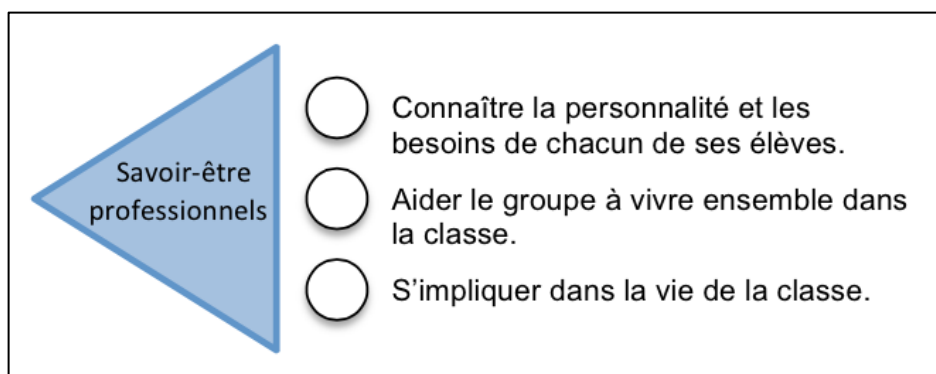 Savoir-être
professionnels
Connaître la personnalité et les
besoins de chacun de ses élèves.
Aider le groupe à vivre ensemble dans
la classe.
S'impliquer dans la vie de la classe.